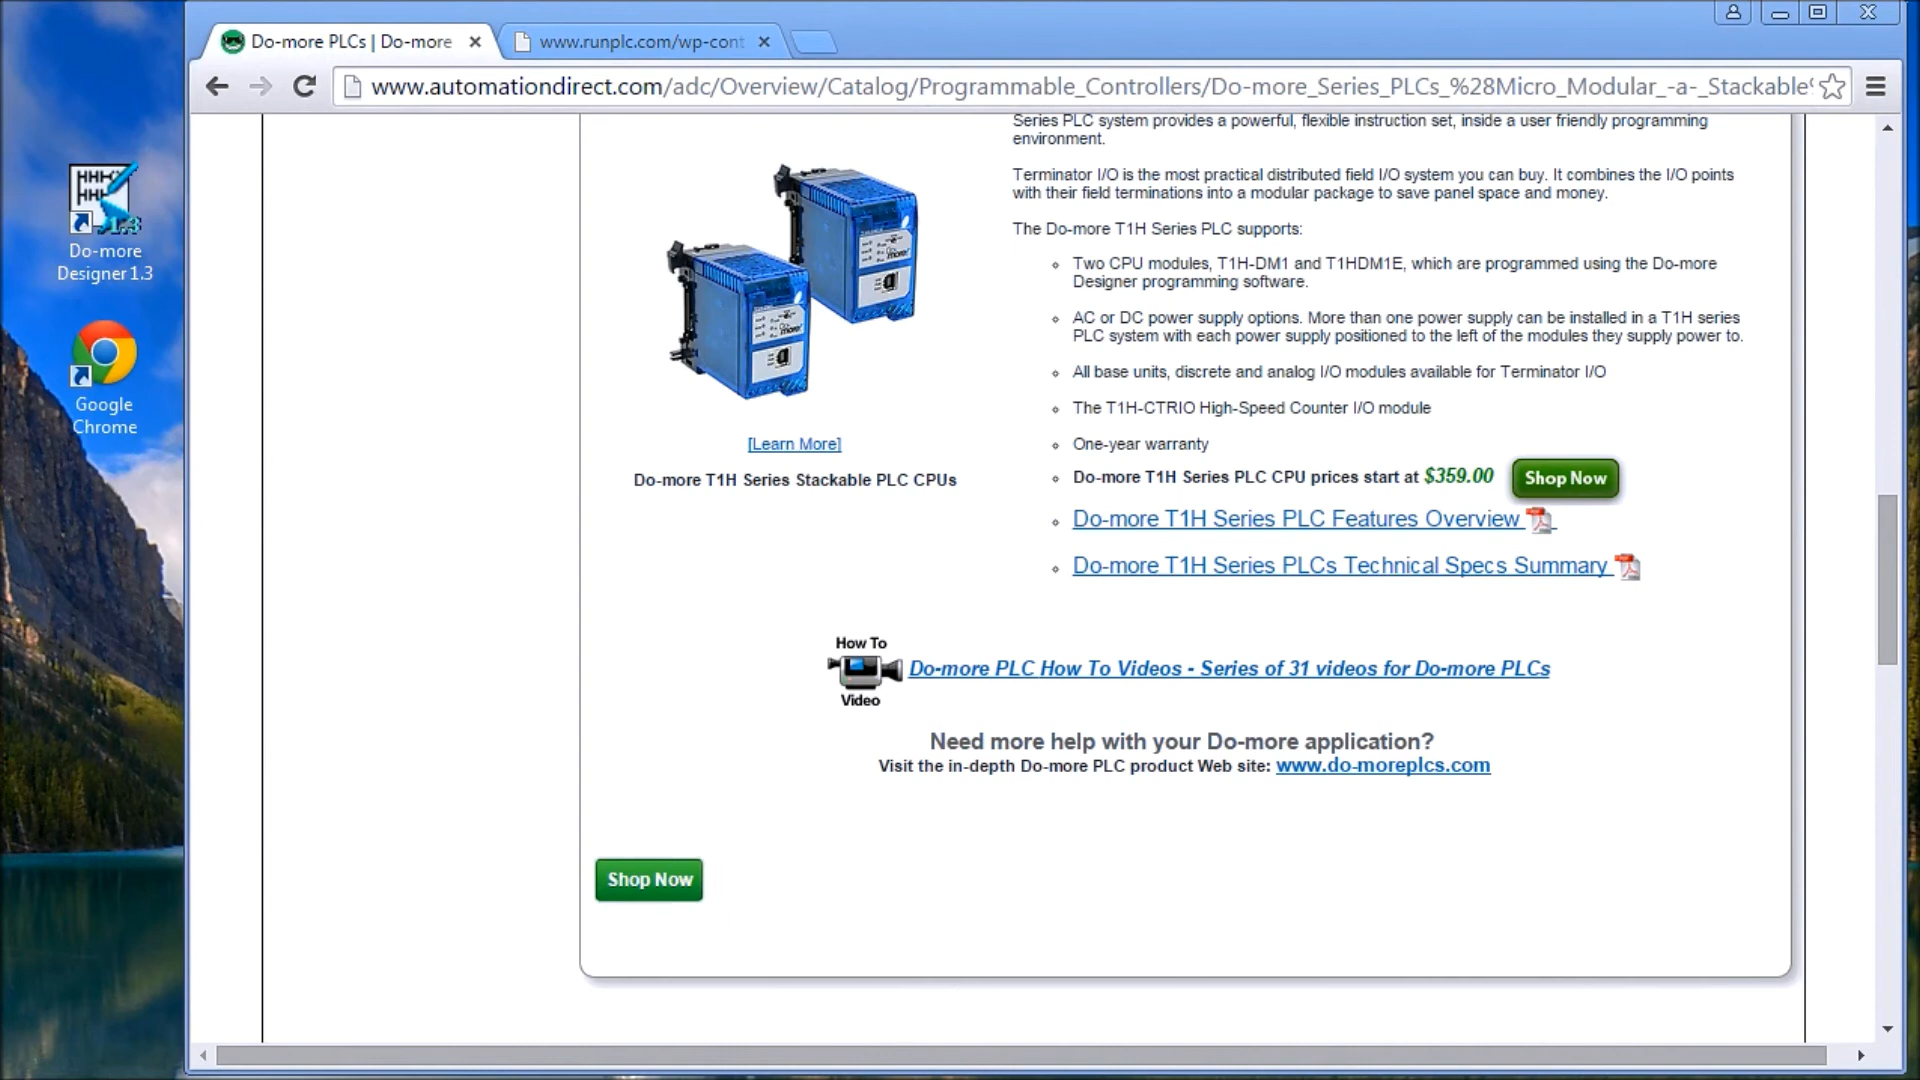 Do-more PLCs | Do-more
www.runplc.com/wp-cont
www.automationdirect.com/adc/Overview/Catalog/Programmable_Controllers/Do-more_Series_PLCs_%28Micro_Modular_-a-_Stackable%
Do-more
Designer 1.3
Google
Chrome
Series PLC system provides a powerful, flexible instruction set, inside a user friendly programming
environment.
Terminator I/O is the most practical distributed field I/O system you can buy. It combines the I/O points
with their field terminations into a modular package to save panel space and money.
The Do-more T1H Series PLC supports:
Two CPU modules, T1H-DM1 and T1HDM1E, which are programmed using the Do-more
Designer programming software.
AC or DC power supply options. More than one power supply can be installed in a T1H series
PLC system with each power supply positioned to the left of the modules they supply power to.
All base units, discrete and analog I/O modules available for Terminator I/O
The T1H-CTRIO High-Speed Counter I/O module
[Learn More]
One-year warranty
Do-more T1H Series Stackable PLC CPUs
Do-more T1H Series PLC CPU prices start at $359.00 Shop Now
Do-more T1H Series PLC Features Overview
Do-more T1H Series PLCs Technical Specs Summary
How To
Video
Do-more PLC How To Videos - Series of 31 videos for Do-more PLCs
Need more help with your Do-more application?
Visit the in-depth Do-more PLC product Web site: www.do-moreplcs.com
Shop Now